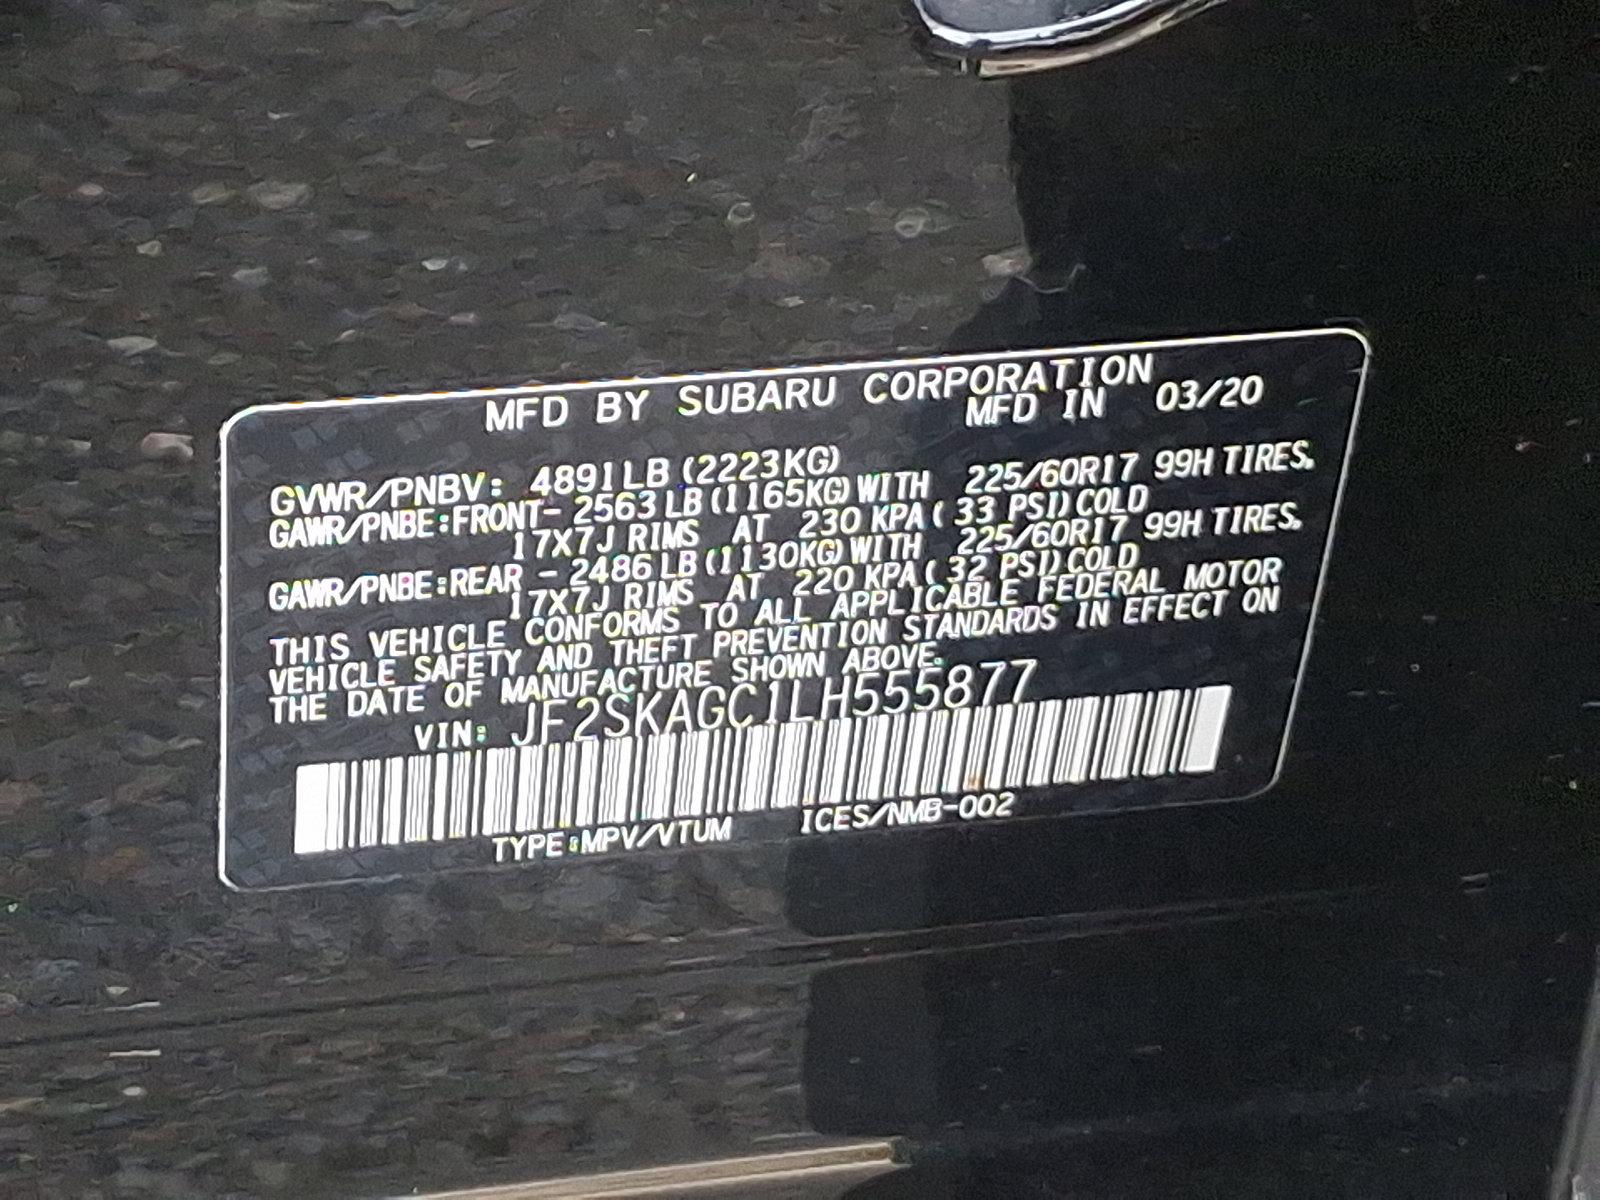 MFD BY SUBARU CORPORATION
MFD IN 03/20
GVWR/PNBV: 4891LB (2223KG)
GAWR/PNBE:FRONT- 2563LB(1165KG)WITH 225/60R17 99H TIRES.
17X7J RIMS AT 230 KPA( 33 PSI)COLD
GAWR/PNBE:REAR - 2486LB(1130KG)WITH 225/60R17 99H TIRES.
17X7J RIMS AT 220 KPA( 32 PSI)COLD
THIS VEHICLE CONFORMS TO ALL APPLICABLE FEDERAL MOTOR
VEHICLE SAFETY AND THEFT PREVENTION STANDARDS IN EFFECT ON
THE DATE OF MANUFACTURE SHOWN ABOVE.
VIN: JF2SKAGC1LH555877
TYPE:MPV/VTUM ICES/NMB-002